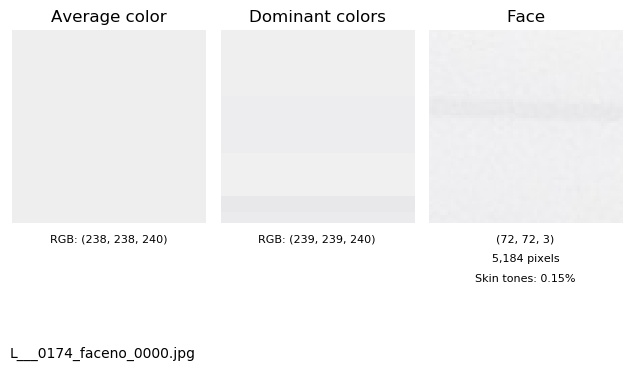 Average color
Dominant colors
Face
RGB: (238, 238, 240)
RGB: (239, 239, 240)
(72, 72, 3)
5,184 pixels
Skin tones: 0.15%
L___0174_faceno_0000.jpg